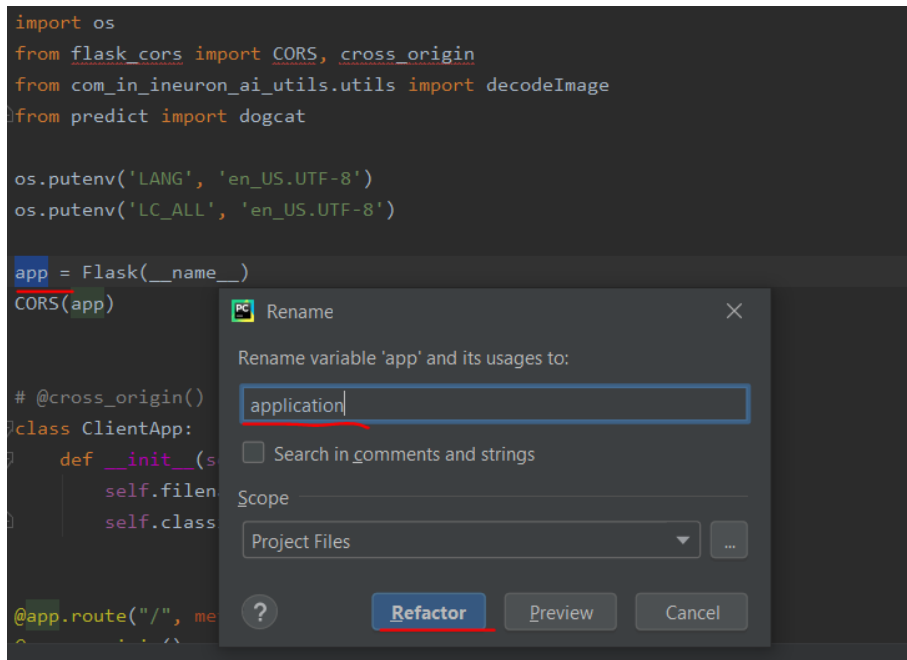 import os
from flask_cors import CORS, cross_origin
from com_in_ineuron_ai_utils.utils import decodeImage
from predict import dogcat
os.putenv('LANG', 'en_US.UTF-8')
os.putenv('LC_ALL', 'en_US.UTF-8')
app = Flask(__name__)
CORS(app)
# @cross_origin()
class ClientApp:
def __init__(s
self.filen
self.class
@app.route("/", me
PC
Rename
Rename variable 'app' and its usages to:
application
Search in comments and strings
Scope
Project Files
...
?
Refactor
Preview
Cancel